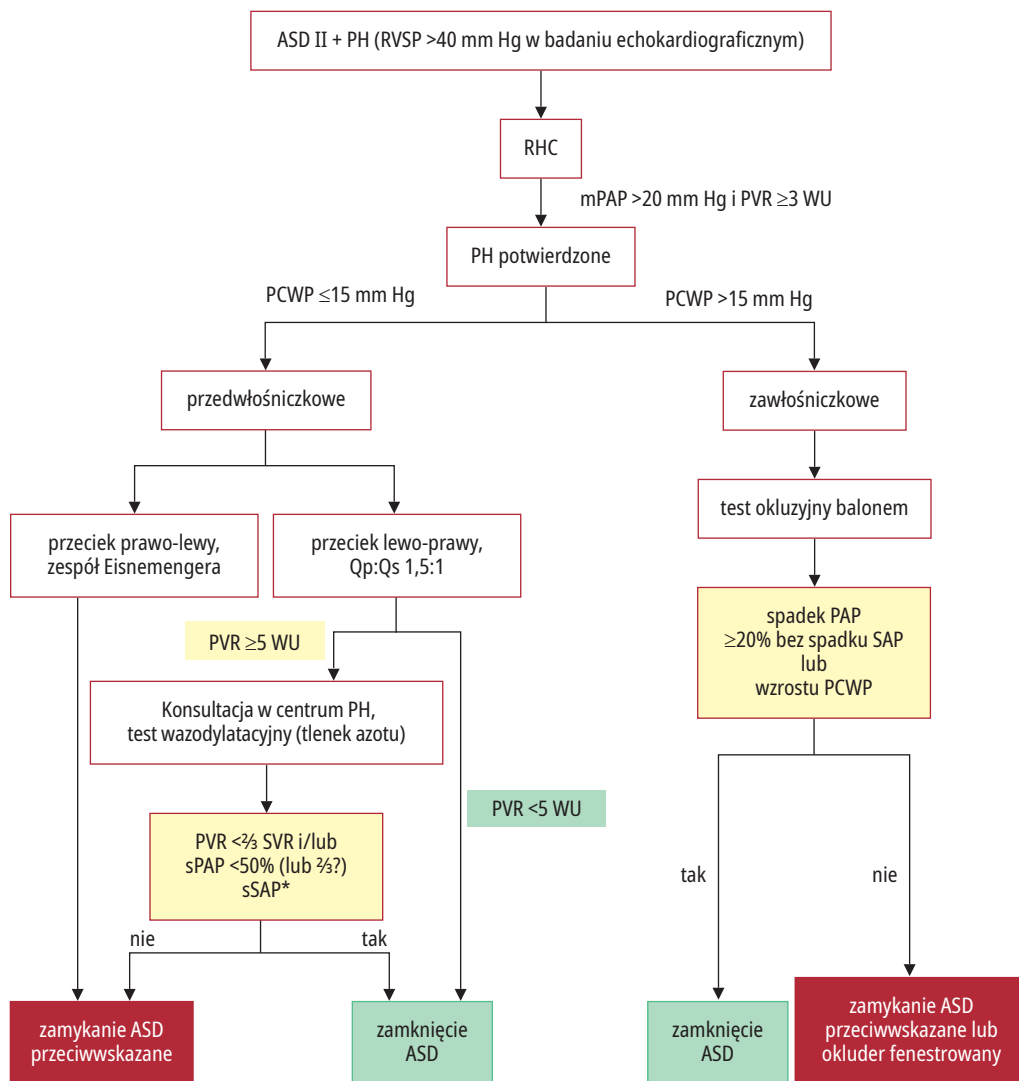 ASD II + PH (RVSP >40 mm Hg w badaniu echokardiograficznym)
RHC
mPAP >20 mm Hg i PVR ≥3 WU
PH potwierdzone
PCWP ≤15 mm Hg
PCWP >15 mm Hg
przedwłośniczkowe
zawłośniczkowe
przeciek prawo-lewy,
zespół Eisnemengera
przeciek lewo-prawy,
Qp:Qs 1,5:1
test okluzyjny balonem
PVR ≥5 WU
spadek PAP
≥20% bez spadku SAP
lub
wzrostu PCWP
Konsultacja w centrum PH,
test wazodylatacyjny (tlenek azotu)
PVR <5 WU
PVR <⅔ SVR i/lub
sPAP <50% (lub ⅔?)
sSAP*
tak
nie
nie
tak
zamykanie ASD
przeciwwskazane
zamknięcie
ASD
zamknięcie
ASD
zamykanie ASD
przeciwwskazane lub
okluder fenestrowany